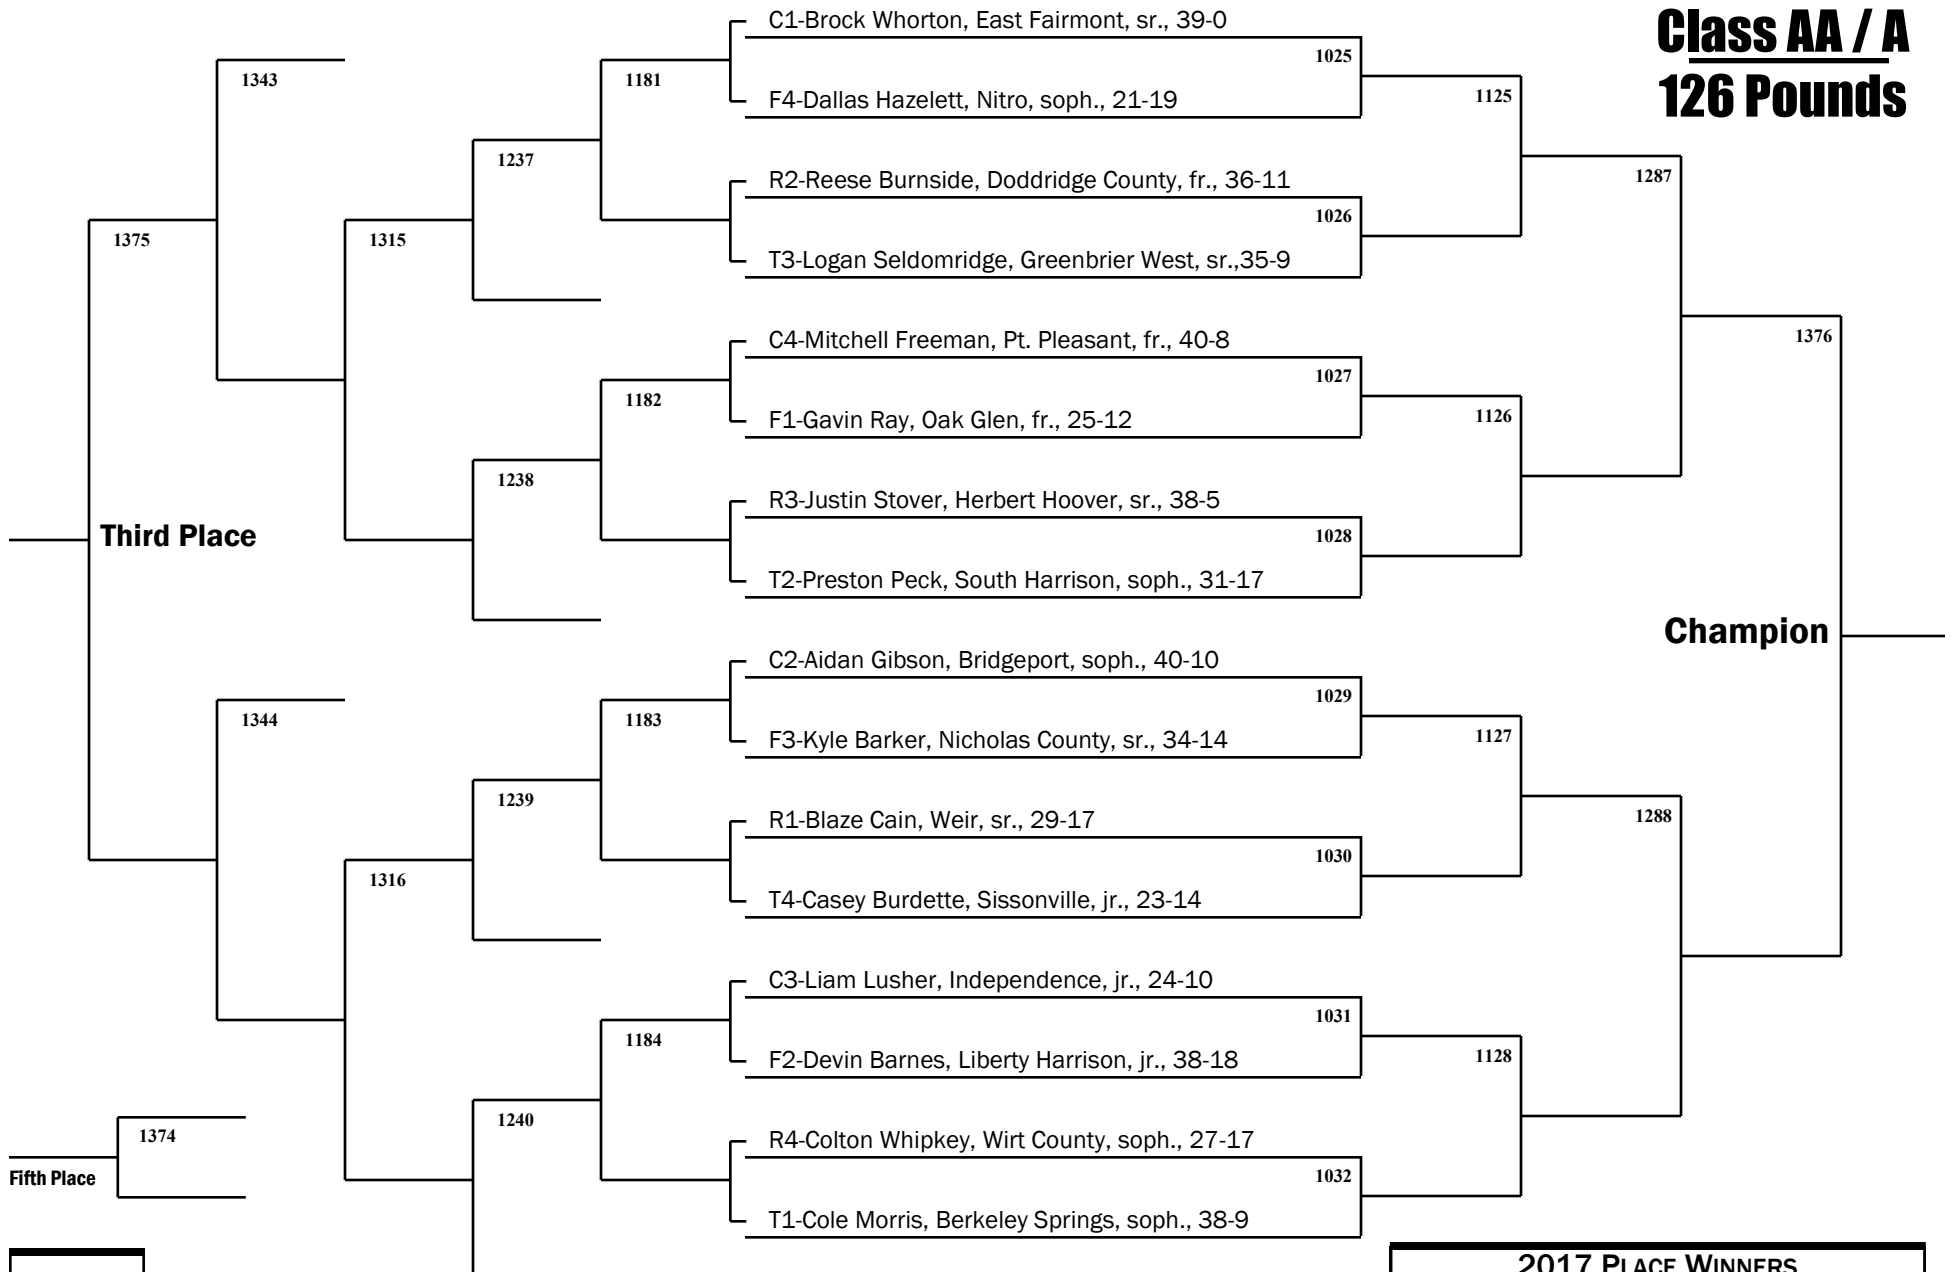 C1-Brock Whorton, East Fairmont, sr., 39-0
Class AA / A
126 Pounds
1343
1181
1025
F4-Dallas Hazelett, Nitro, soph., 21-19
1125
1237
R2-Reese Burnside, Doddridge County, fr., 36-11
1287
1026
1375
1315
T3-Logan Seldomridge, Greenbrier West, sr.,35-9
C4-Mitchell Freeman, Pt. Pleasant, fr., 40-8
1376
1027
1182
F1-Gavin Ray, Oak Glen, fr., 25-12
1126
1238
R3-Justin Stover, Herbert Hoover, sr., 38-5
Third Place
1028
T2-Preston Peck, South Harrison, soph., 31-17
Champion
C2-Aidan Gibson, Bridgeport, soph., 40-10
1029
1344
1183
F3-Kyle Barker, Nicholas County, sr., 34-14
1127
1239
R1-Blaze Cain, Weir, sr., 29-17
1288
1030
1316
T4-Casey Burdette, Sissonville, jr., 23-14
C3-Liam Lusher, Independence, jr., 24-10
1031
1184
F2-Devin Barnes, Liberty Harrison, jr., 38-18
1128
1240
1374
R4-Colton Whipkey, Wirt County, soph., 27-17
Fifth Place
1032
T1-Cole Morris, Berkeley Springs, soph., 38-9
2017 PLACE WINNERS